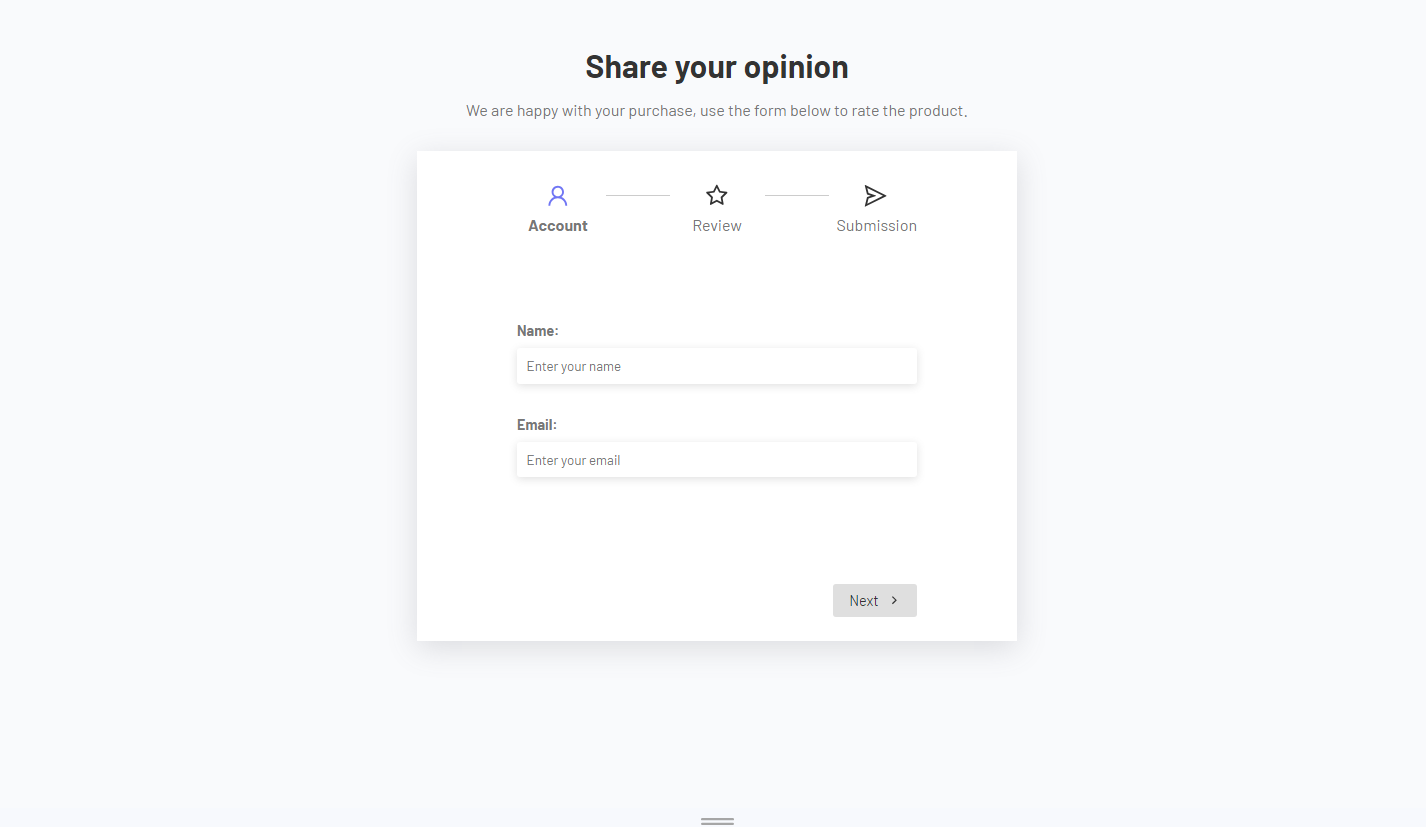 Share your opinion
We are happy with your purchase, use the form below to rate the product.
Account
Review
Submission
Name:
Enter your name
Email:
Enter your email
Next